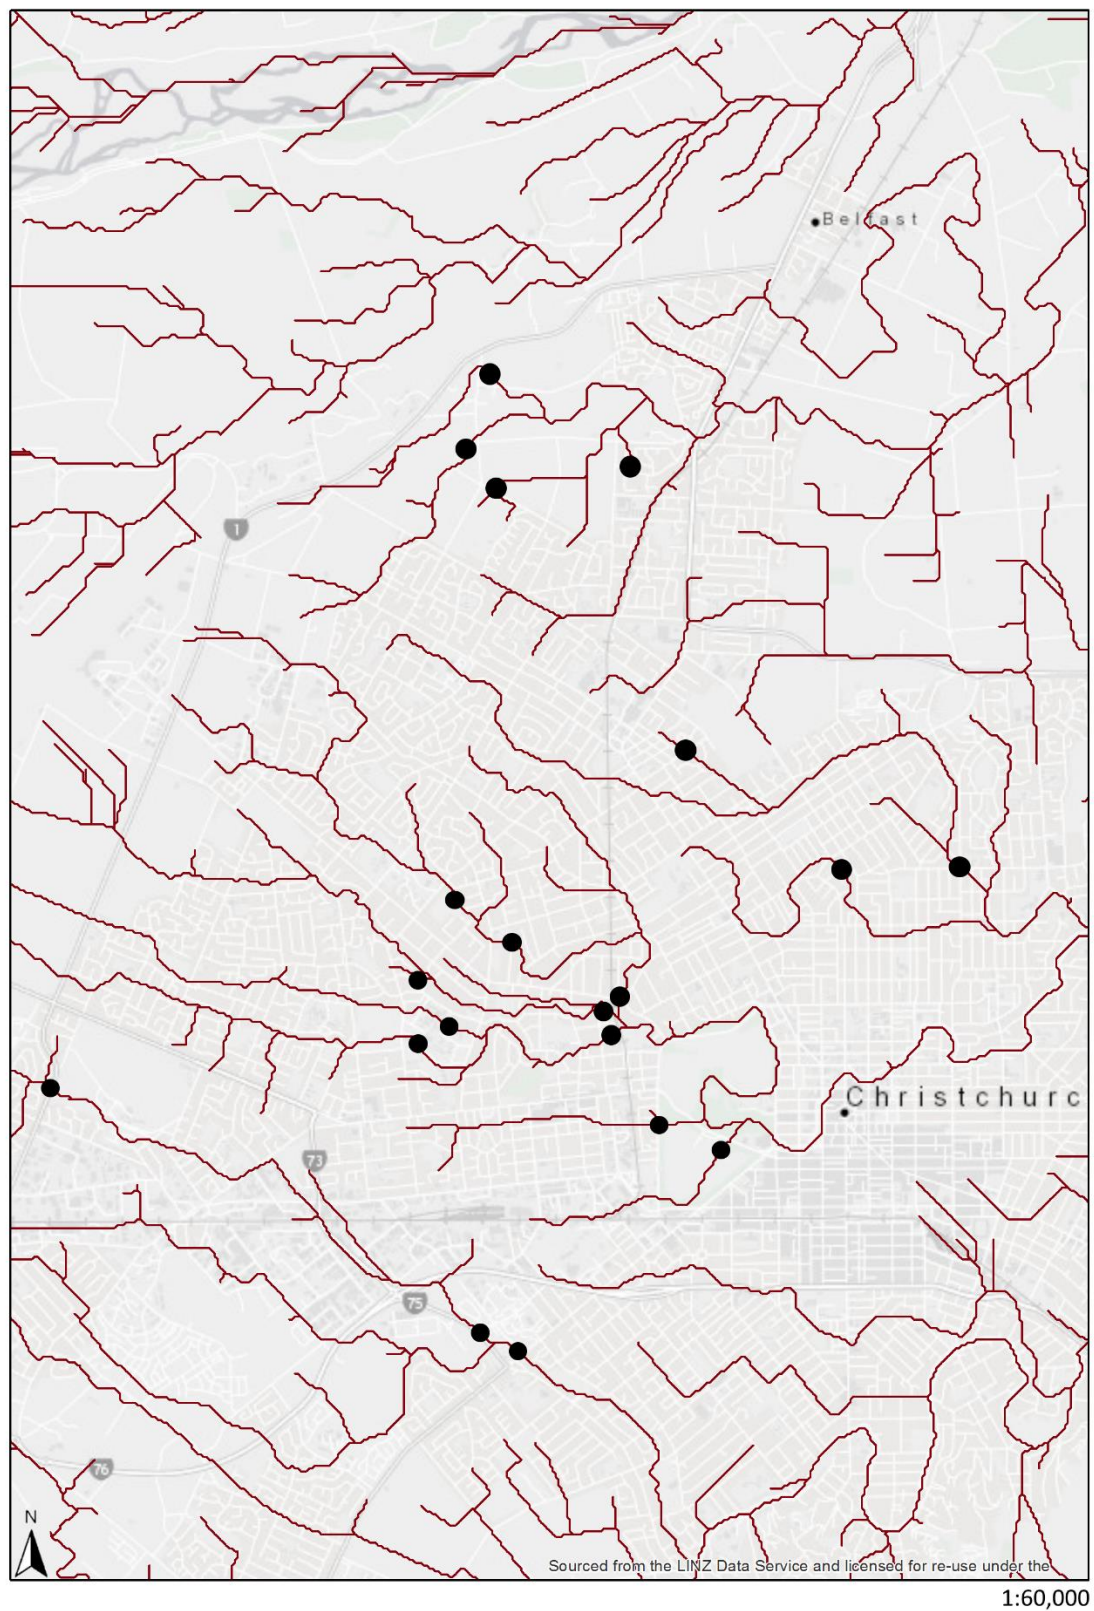 Belfast
1
Christchurc
73
75
76
N
Sourced from the LINZ Data Service and licensed for re-use under the
1:60,000